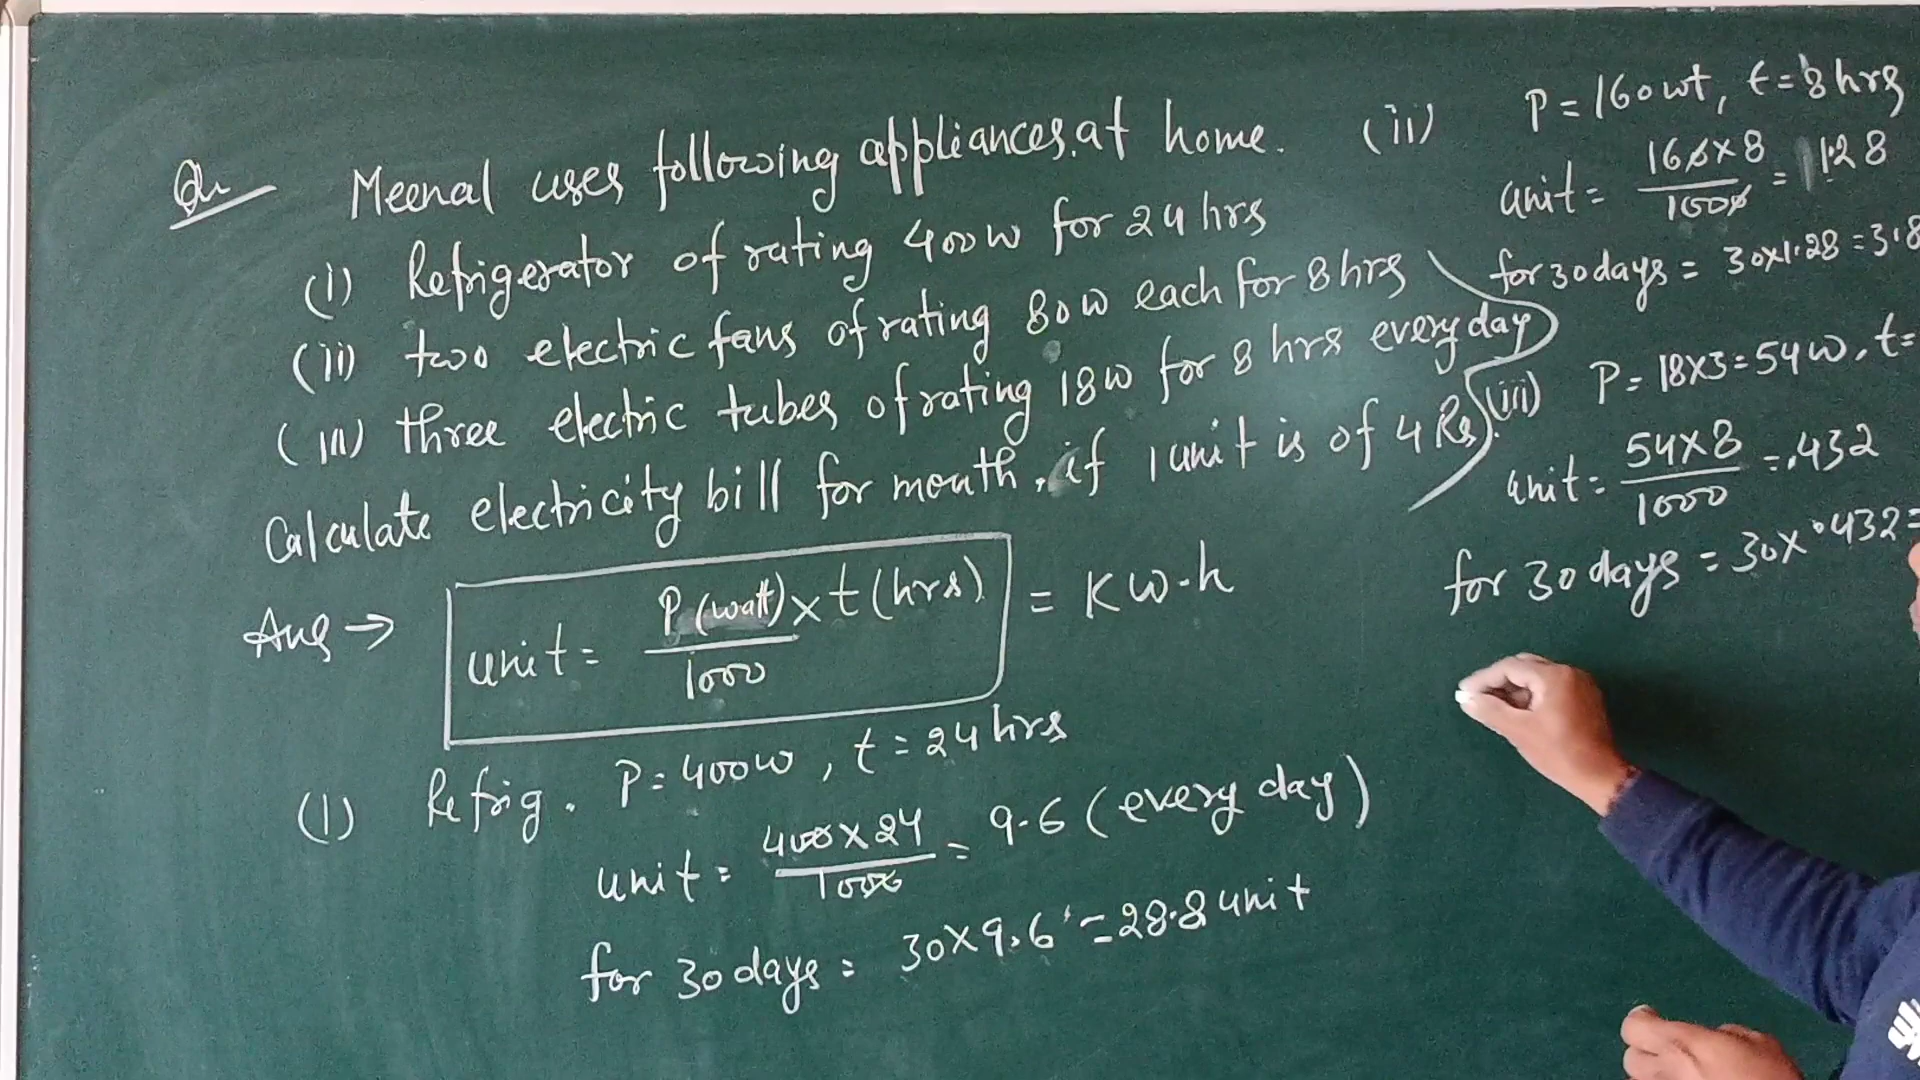 Qu Meenal uses following appliances.at home.
(i) Refrigerator of rating 400w for 24 hrs
(ii) two electric fans of rating 80w each for 8 hrs
(iii) three electric tubes of rating 18w for 8 hrs every day
Calculate electricity bill for month, if 1 unit is of 4 Rs.
Ans → unit = P(watt) × t(hrs) / 1000 = KW-h
(1) Refrig. P = 400w, t = 24 hrs
unit = 400 × 24 / 1000 = 9.6 (every day)
for 30 days = 30×9.6 = 28.8 unit
(ii) P = 160wt, t = 8 hrs
unit = 160×8 / 1000 = 1.28
for 30 days = 30×1.28 = 3.8
(iii) P = 18×3 = 54w, t =
unit = 54×8 / 1000 = .432
for 30 days = 30× .432 =